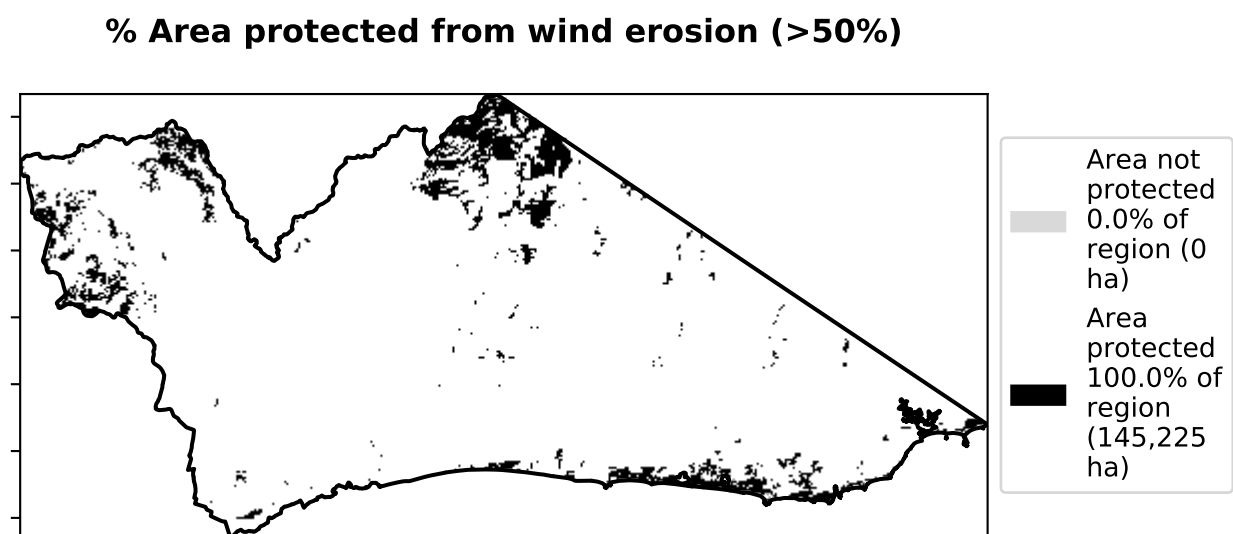 % Area protected from wind erosion (>50%)
Area not
protected
0.0% of
region (0
ha)
Area
protected
100.0% of
region
(145,225
ha)